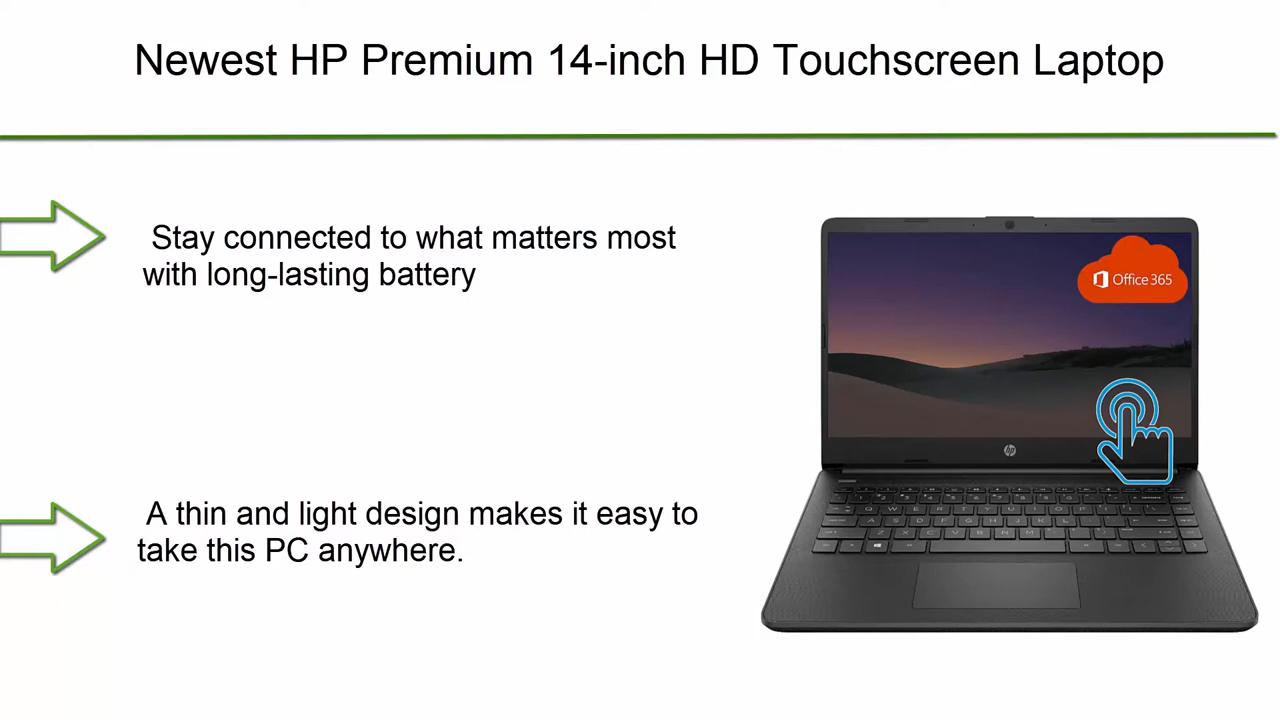 Newest HP Premium 14-inch HD Touchscreen Laptop
Stay connected to what matters most
with long-lasting battery
Office 365
hp
A thin and light design makes it easy to
take this PC anywhere.